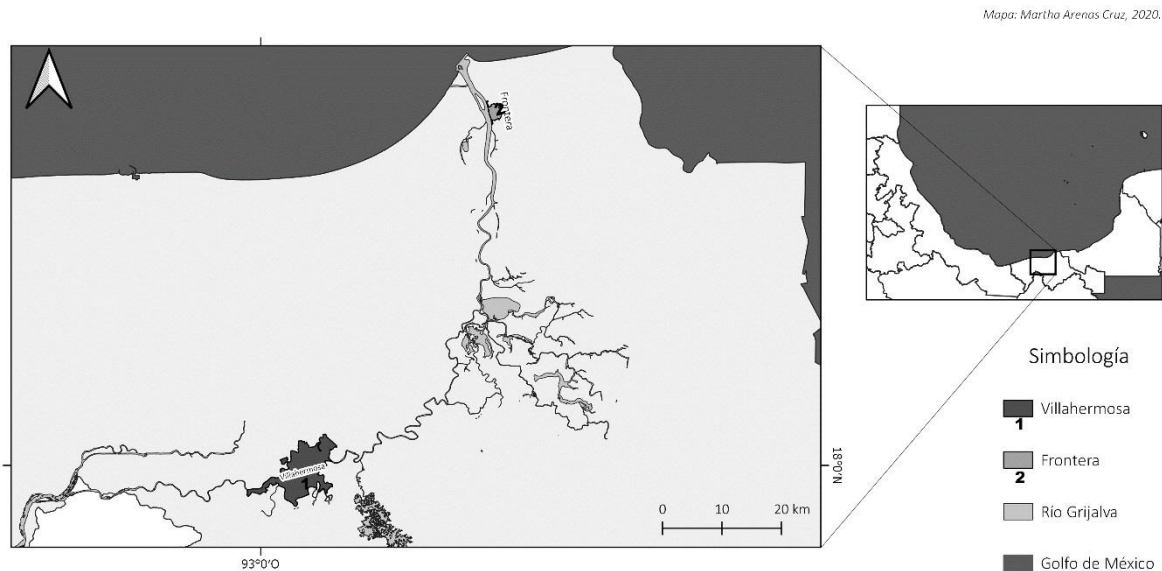 Mapa: Martha Arenas Cruz, 2020.
Frontera
2
Villahermosa
1
0 10 20 km
18°0'N
93°0'O
Simbología
Villahermosa
1
Frontera
2
Río Grijalva
Golfo de México